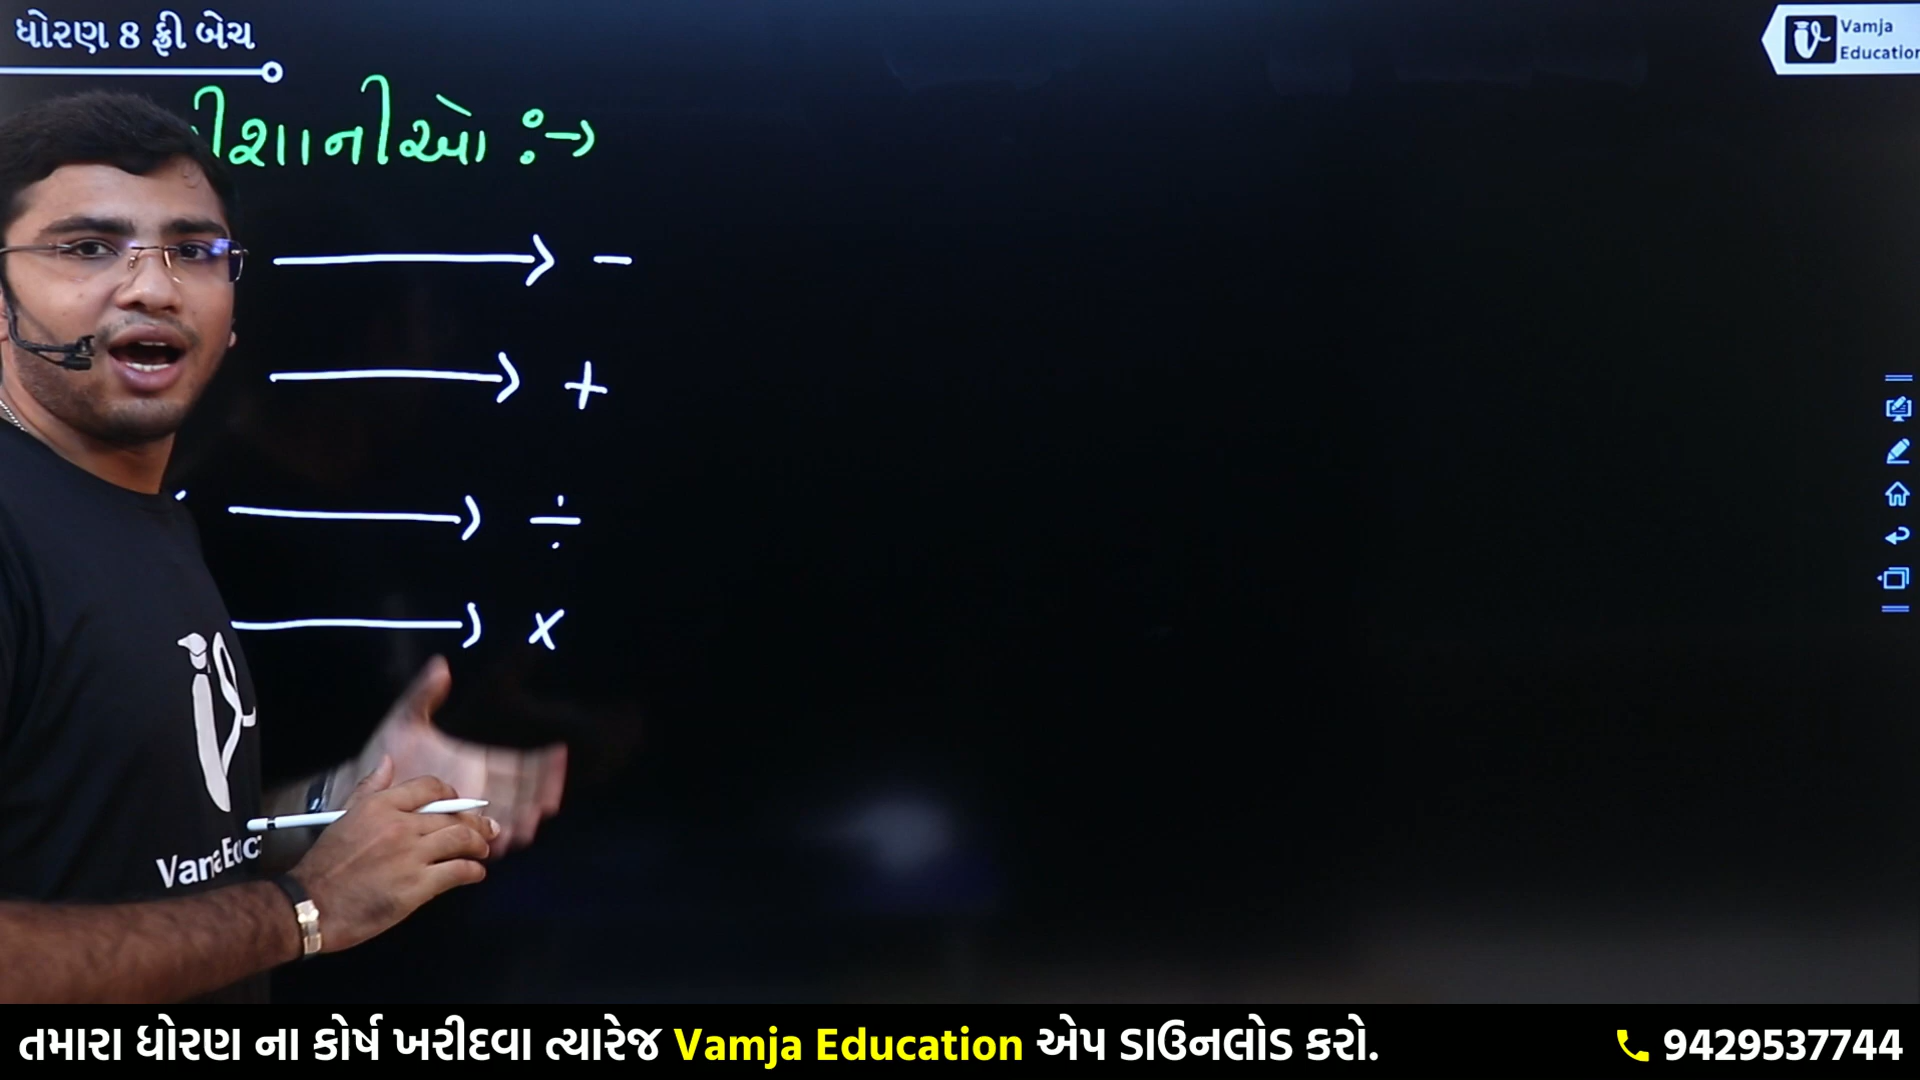 ધોરણ 8 ફ્રી બેચ
Vamja
Education
→ -
→ +
→ ÷
→ ×
તમારા ધોરણ ના કોર્ષ ખરીદવા ત્યારેજ Vamja Education એપ ડાઉનલોડ કરો.
9429537744